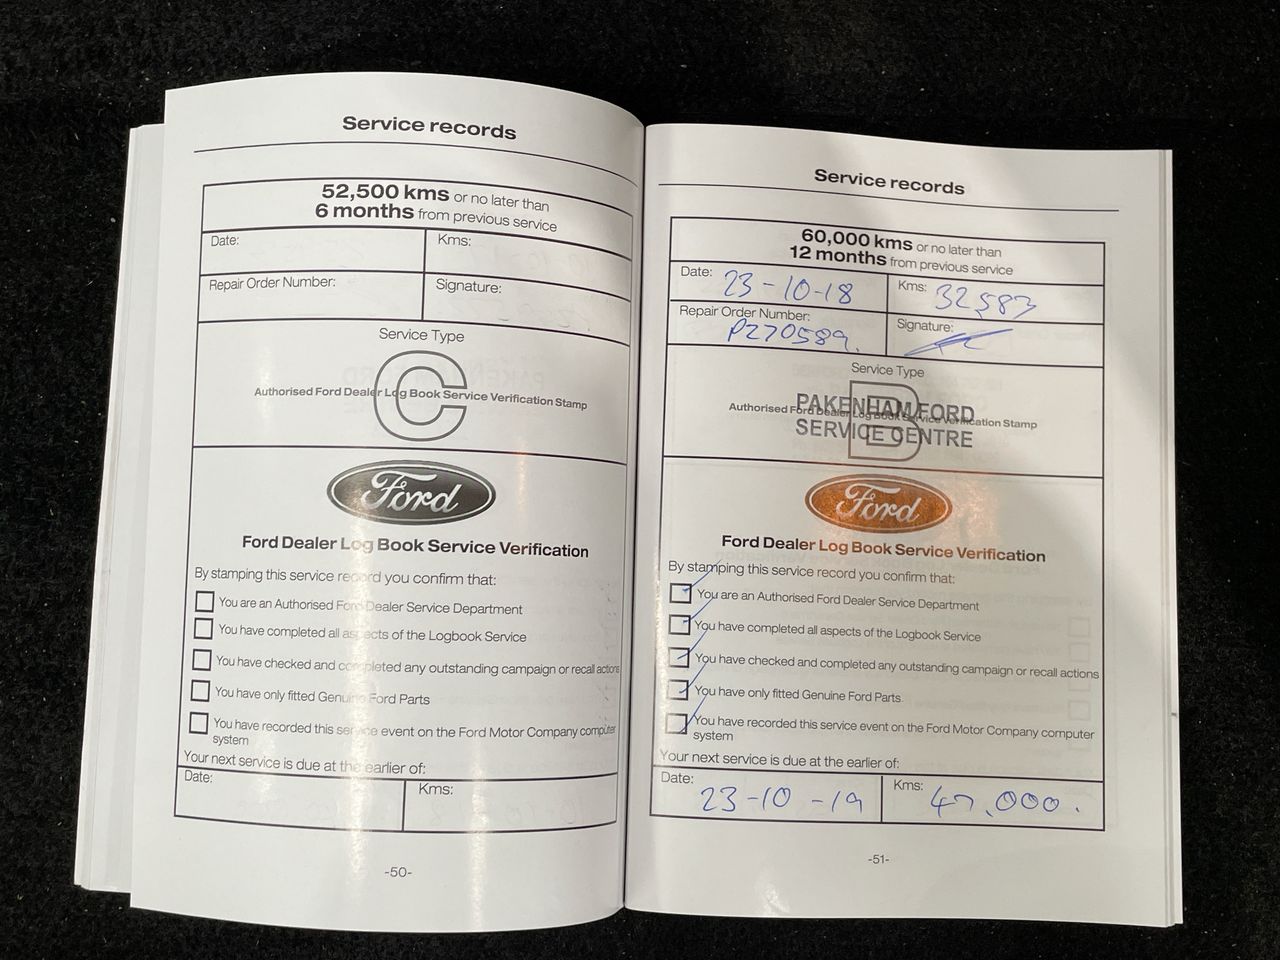 Service records
52,500 kms or no later than
6 months from previous service
Date:
Kms:
Repair Order Number:
Signature:
Service Type
C
Authorised Ford Dealer Log Book Service Verification Stamp
Ford
Ford Dealer Log Book Service Verification
By stamping this service record you confirm that:
You are an Authorised Ford Dealer Service Department
You have completed all aspects of the Logbook Service
You have checked and completed any outstanding campaign or recall actions
You have only fitted Genuine Ford Parts
You have recorded this service event on the Ford Motor Company computer
system
Your next service is due at the earlier of:
Date:
Kms:
-50-
Service records
60,000 kms or no later than
12 months from previous service
Date: 23-10-18
Kms: 32583
Repair Order Number:
PZ70589.
Signature:
Service Type
B
PAKENHAM FORD
Authorised Ford Dealer Log Book Service Verification Stamp
SERVICE CENTRE
Ford
Ford Dealer Log Book Service Verification
By stamping this service record you confirm that:
You are an Authorised Ford Dealer Service Department
You have completed all aspects of the Logbook Service
You have checked and completed any outstanding campaign or recall actions
You have only fitted Genuine Ford Parts
You have recorded this service event on the Ford Motor Company computer
system
Your next service is due at the earlier of:
Date: 23-10-19
Kms: 47.000.
-51-